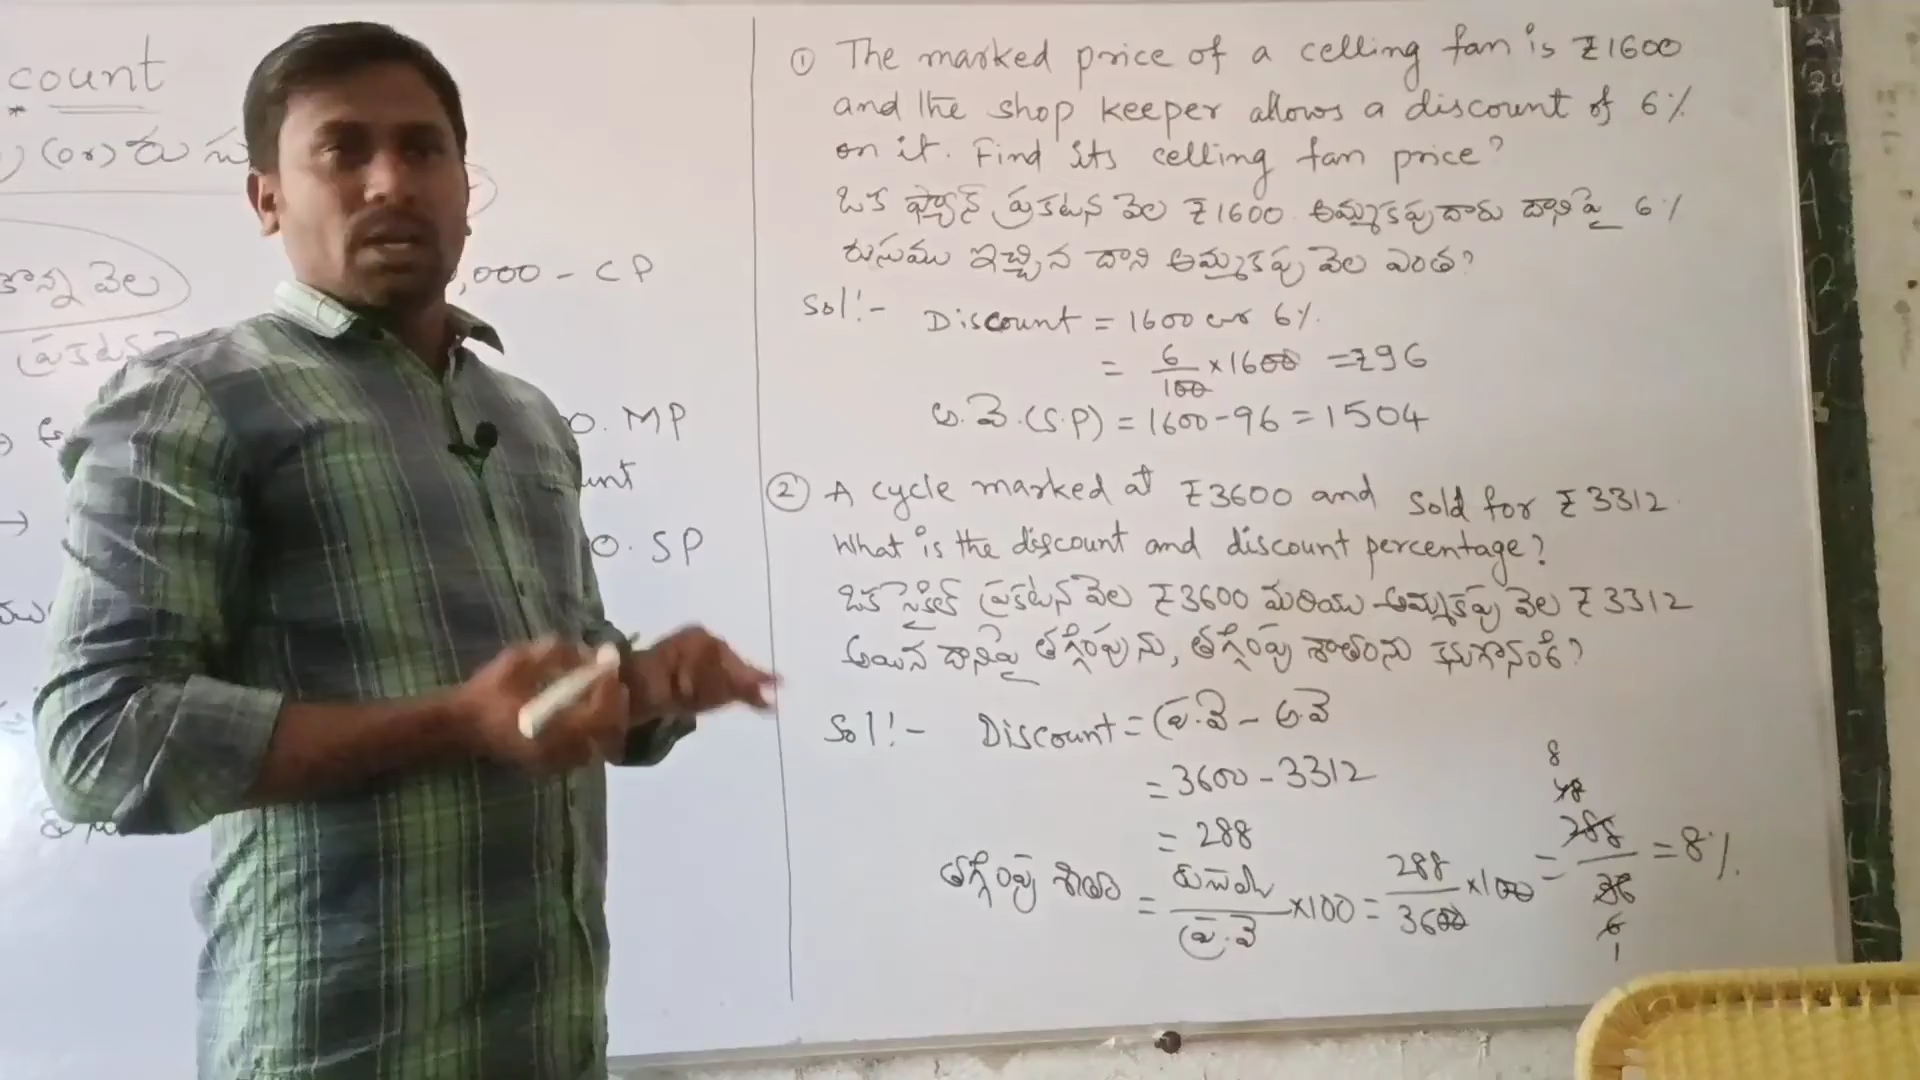 count
(or) రుసు
కొన్న వెల
,000 - CP
ప్రకటన
0. MP
unt
0. SP
① The marked price of a celling fan is ₹1600
and the shop keeper allows a discount of 6%
on it. Find its celling fan price?
ఒక ఫ్యాన్ ప్రకటన వెల ₹1600 అమ్మకపుదారు దానిపై 6%
రుసుము ఇచ్చిన దాని అమ్మకపు వెల ఎంత?
Sol!- Discount = 1600 లో 6%.
= 6/100 ×1600 =₹96
అ.వె.(S.P) = 1600-96 = 1504
② A cycle marked at ₹3600 and sold for ₹3312.
What is the discount and discount percentage?
ఒక సైకిల్ ప్రకటన వెల ₹3600 మరియు అమ్మకపు వెల ₹3312
అయిన దానిపై తగ్గింపును, తగ్గింపు శాతంను కనుగొనండి?
Sol!- Discount = ప్ర.వె - అ.వె
= 3600 - 3312
= 288
తగ్గింపు శాతం = రుసుము/ప్ర.వె ×100 = 288/3600 ×100 = 288/36 = 8%.